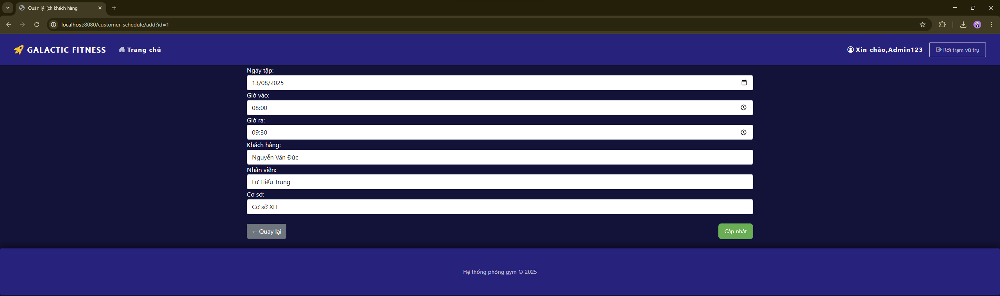 Quản lý lịch khách hàng
localhost:8080/customer-schedule/add?id=1
GALACTIC FITNESS
Trang chủ
Xin chào,Admin123
Rời trạm vũ trụ
Ngày tập:
13/08/2025
Giờ vào:
08:00
Giờ ra:
09:30
Khách hàng:
Nguyễn Văn Đức
Nhân viên:
Lư Hiếu Trung
Cơ sở:
Cơ sở XH
← Quay lại
Cập nhật
Hệ thống phòng gym © 2025